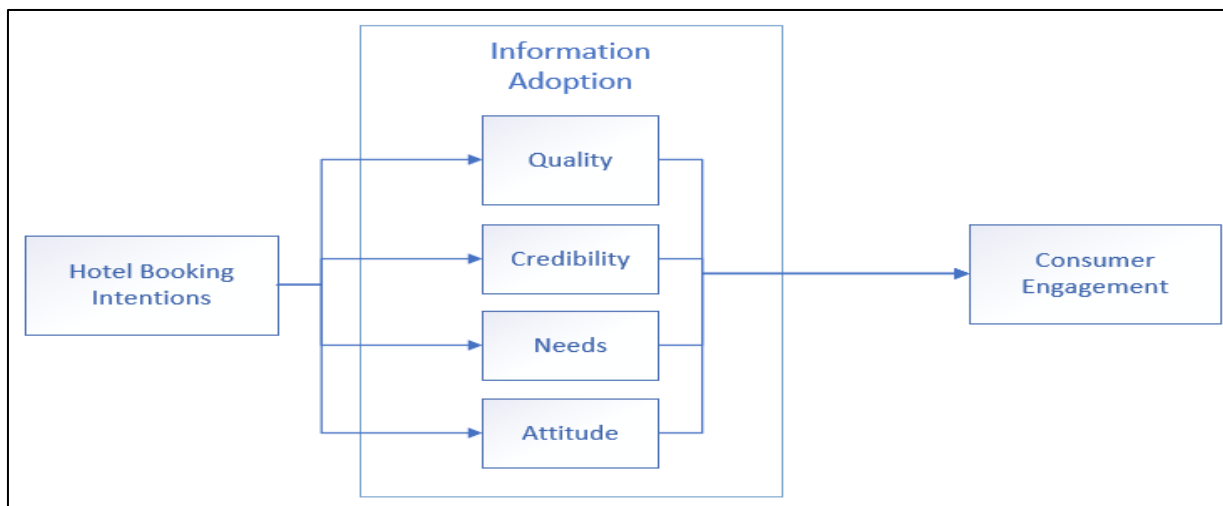 Information
Adoption
Quality
Credibility
Hotel Booking
Intentions
Consumer
Engagement
Needs
Attitude